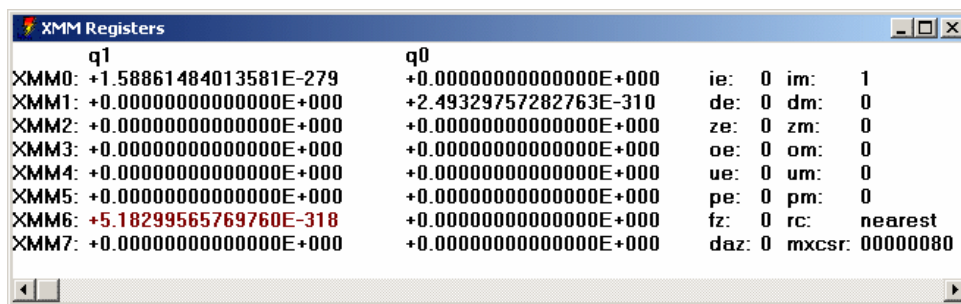 XMM Registers
q1 q0
XMM0: +1.58861484013581E-279 +0.00000000000000E+000 ie: 0 im: 1
XMM1: +0.00000000000000E+000 +2.49329757282763E-310 de: 0 dm: 0
XMM2: +0.00000000000000E+000 +0.00000000000000E+000 ze: 0 zm: 0
XMM3: +0.00000000000000E+000 +0.00000000000000E+000 oe: 0 om: 0
XMM4: +0.00000000000000E+000 +0.00000000000000E+000 ue: 0 um: 0
XMM5: +0.00000000000000E+000 +0.00000000000000E+000 pe: 0 pm: 0
XMM6: +5.18299565769760E-318 +0.00000000000000E+000 fz: 0 rc: nearest
XMM7: +0.00000000000000E+000 +0.00000000000000E+000 daz: 0 mxcsr: 00000080